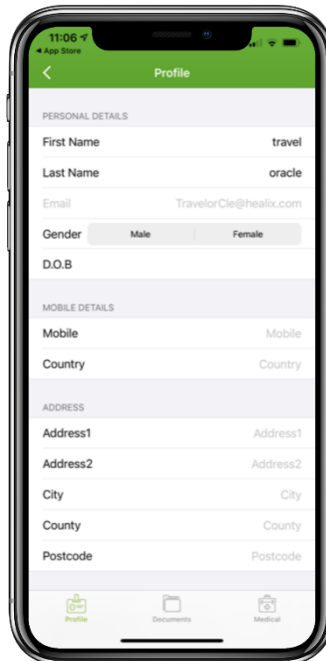 11:06
App Store
Profile
PERSONAL DETAILS
First Name travel
Last Name oracle
Email TravelorCle@healix.com
Gender Male Female
D.O.B
MOBILE DETAILS
Mobile Mobile
Country Country
ADDRESS
Address1 Address1
Address2 Address2
City City
County County
Postcode Postcode
Profile Documents Medical